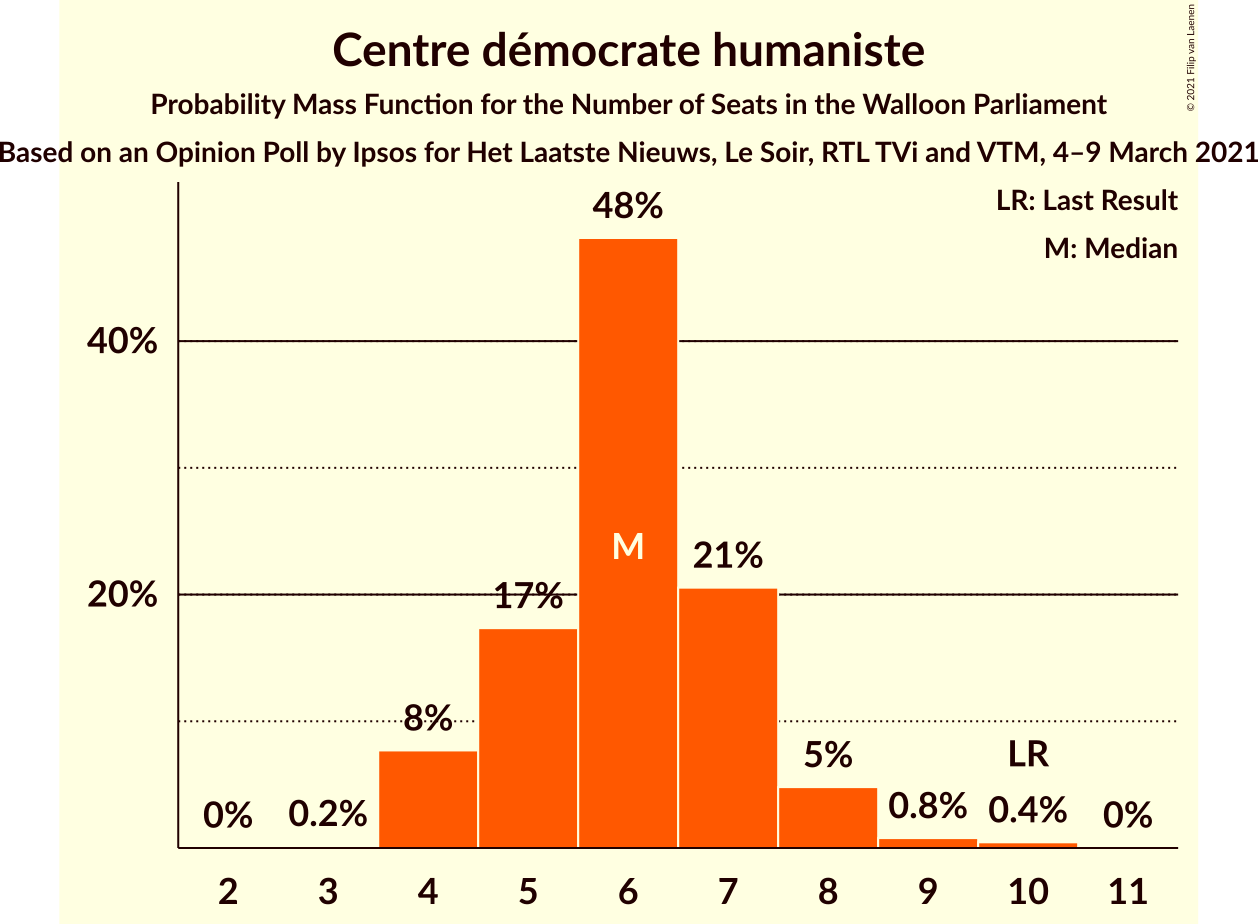 Centre démocrate humaniste
Probability Mass Function for the Number of Seats in the Walloon Parliament
Based on an Opinion Poll by Ipsos for Het Laatste Nieuws, Le Soir, RTL TVi and VTM, 4–9 March 2021
© 2021 Filip van Laenen
LR: Last Result
M: Median
48%
40%
M
21%
20%
17%
8%
5%
LR
0%
0.2%
0.8%
0.4%
0%
2 3 4 5 6 7 8 9 10 11